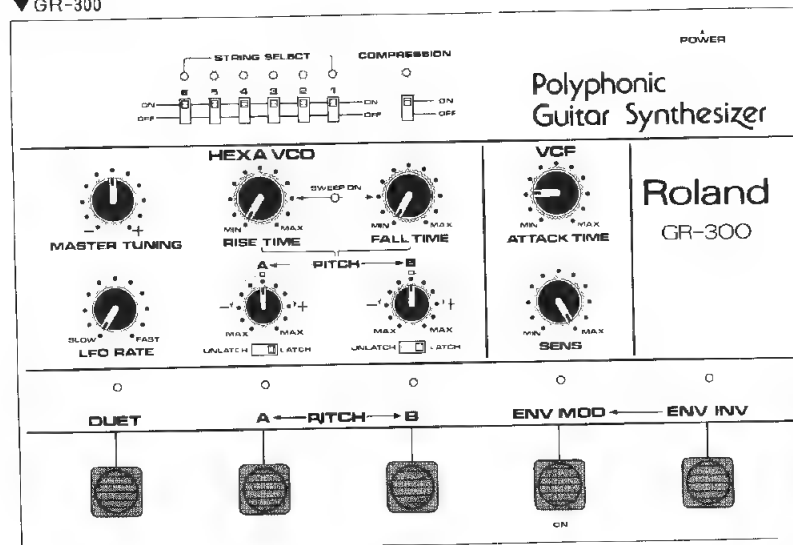 ▼GR-300
POWER
STRING SELECT COMPRESSION
6 5 4 3 2 1
ON ON ON
OFF OFF OFF
Polyphonic
Guitar Synthesizer
HEXA VCO VCF
SWEEP ON
- + MIN MAX MIN MAX MIN MAX
MASTER TUNING RISE TIME FALL TIME ATTACK TIME
Roland
GR-300
A PITCH B
- + - +
SLOW FAST MAX MAX MAX MAX MIN MAX
LFO RATE UNLATCH LATCH UNLATCH LATCH SENS
DUET A PITCH B ENV MOD ENV INV
ON